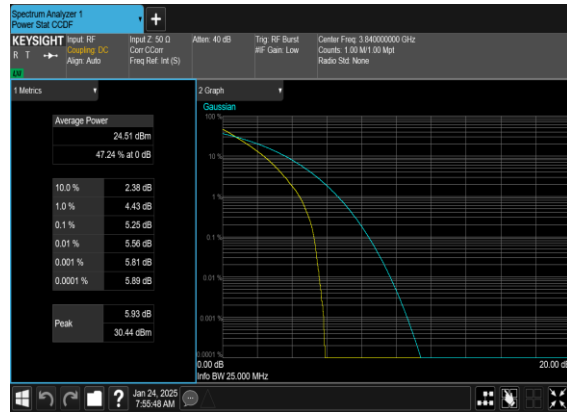 Spectrum Analyzer 1
Power Stat CCDF
KEYSIGHT
R T
LV
Input: RF
Coupling: DC
Align: Auto
Input Z: 50 Ω
Corr CCorr
Freq Ref: Int (S)
Atten: 40 dB
Trig: RF Burst
#IF Gain: Low
Center Freq: 3.840000000 GHz
Counts: 1.00 M/1.00 Mpt
Radio Std: None
1 Metrics
Average Power
24.51 dBm
47.24 % at 0 dB
10.0 % 2.38 dB
1.0 % 4.43 dB
0.1 % 5.25 dB
0.01 % 5.56 dB
0.001 % 5.81 dB
0.0001 % 5.89 dB
Peak
5.93 dB
30.44 dBm
2 Graph
Gaussian
100 %
10 %
1 %
0.1 %
0.01 %
0.001 %
0.0001 %
0.00 dB
20.00 dB
Info BW 25.000 MHz
Jan 24, 2025
7:55:48 AM